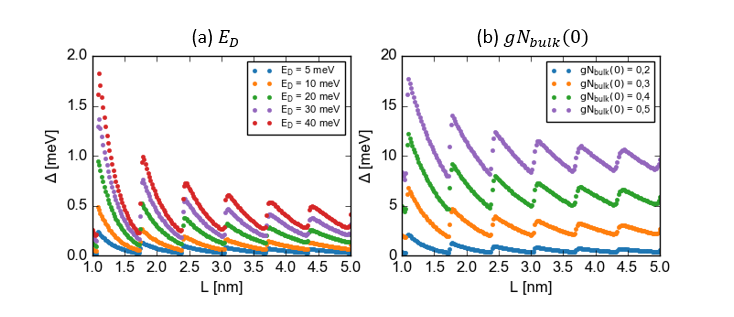 (a) E_D
(b) gN_bulk(0)
2.0
1.5
1.0
0.5
0.0
Δ [meV]
E_D = 5 meV
E_D = 10 meV
E_D = 20 meV
E_D = 30 meV
E_D = 40 meV
1.0 1.5 2.0 2.5 3.0 3.5 4.0 4.5 5.0
L [nm]
20
15
10
5
0
Δ [meV]
gN_bulk(0) = 0,2
gN_bulk(0) = 0,3
gN_bulk(0) = 0,4
gN_bulk(0) = 0,5
1.0 1.5 2.0 2.5 3.0 3.5 4.0 4.5 5.0
L [nm]